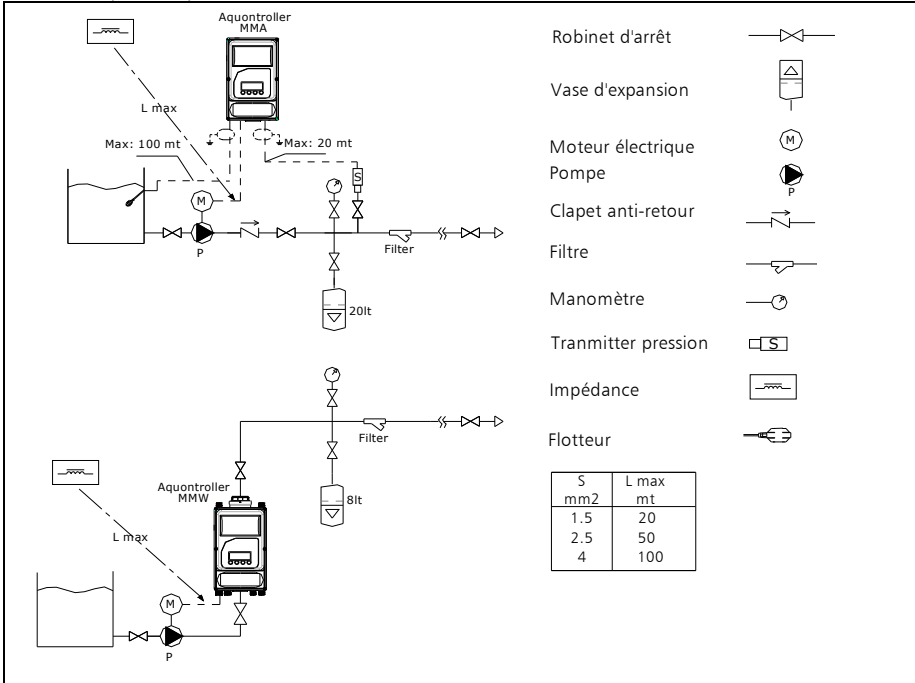 Aquontroller
MMA
L max
Max: 100 mt
Max: 20 mt
S
M
P
Filter
20lt
Aquontroller
MMW
L max
Filter
8lt
M
P
Robinet d'arrêt
Vase d'expansion
Moteur électrique
M
Pompe
P
Clapet anti-retour
Filtre
Manomètre
Tranmitter pression
S
Impédance
Flotteur
S L max
mm2 mt
1.5 20
2.5 50
4 100